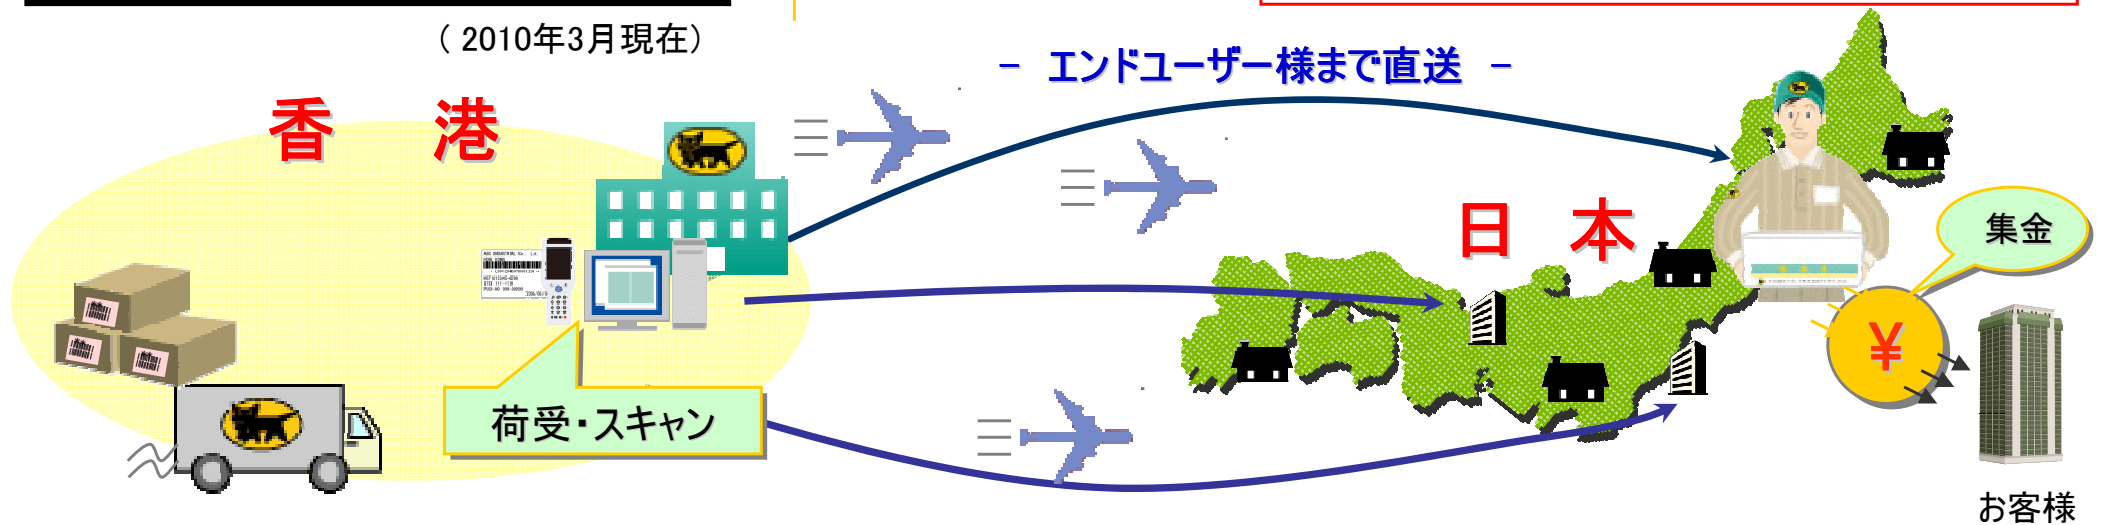 （ 2010年3月現在）
－ エンドユーザー様まで直送 －
香 港
日 本
集金
￥
荷受・スキャン
お客様